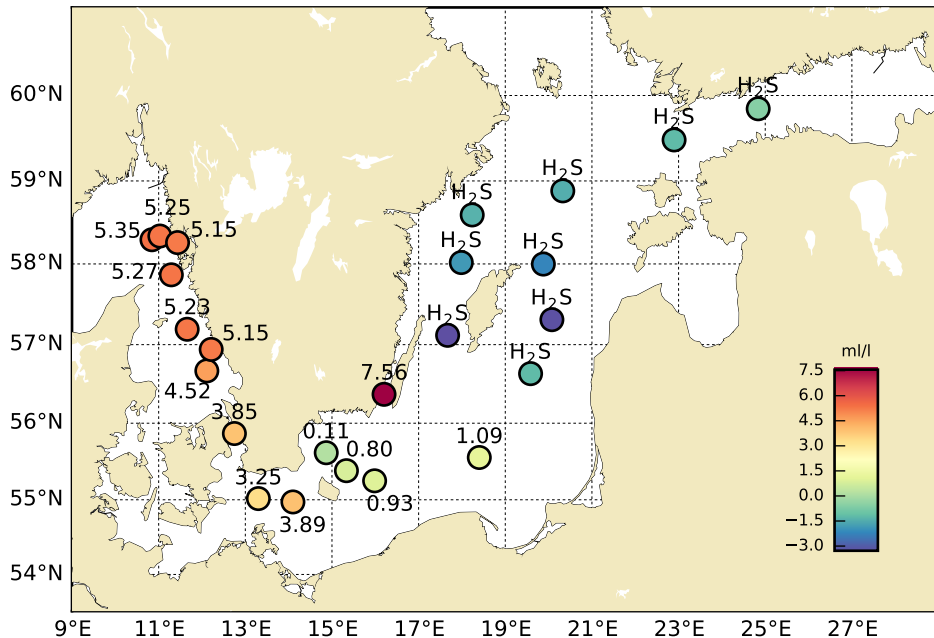 60°N
59°N
58°N
57°N
56°N
55°N
54°N
9°E
11°E
13°E
15°E
17°E
19°E
21°E
23°E
25°E
27°E
H₂S
H₂S
H₂S
H₂S
H₂S
H₂S
H₂S
H₂S
H₂S
5.25
5.35
5.15
5.27
5.23
5.15
4.52
7.56
3.85
0.11
0.80
1.09
3.25
0.93
3.89
ml/l
7.5
6.0
4.5
3.0
1.5
0.0
−1.5
−3.0